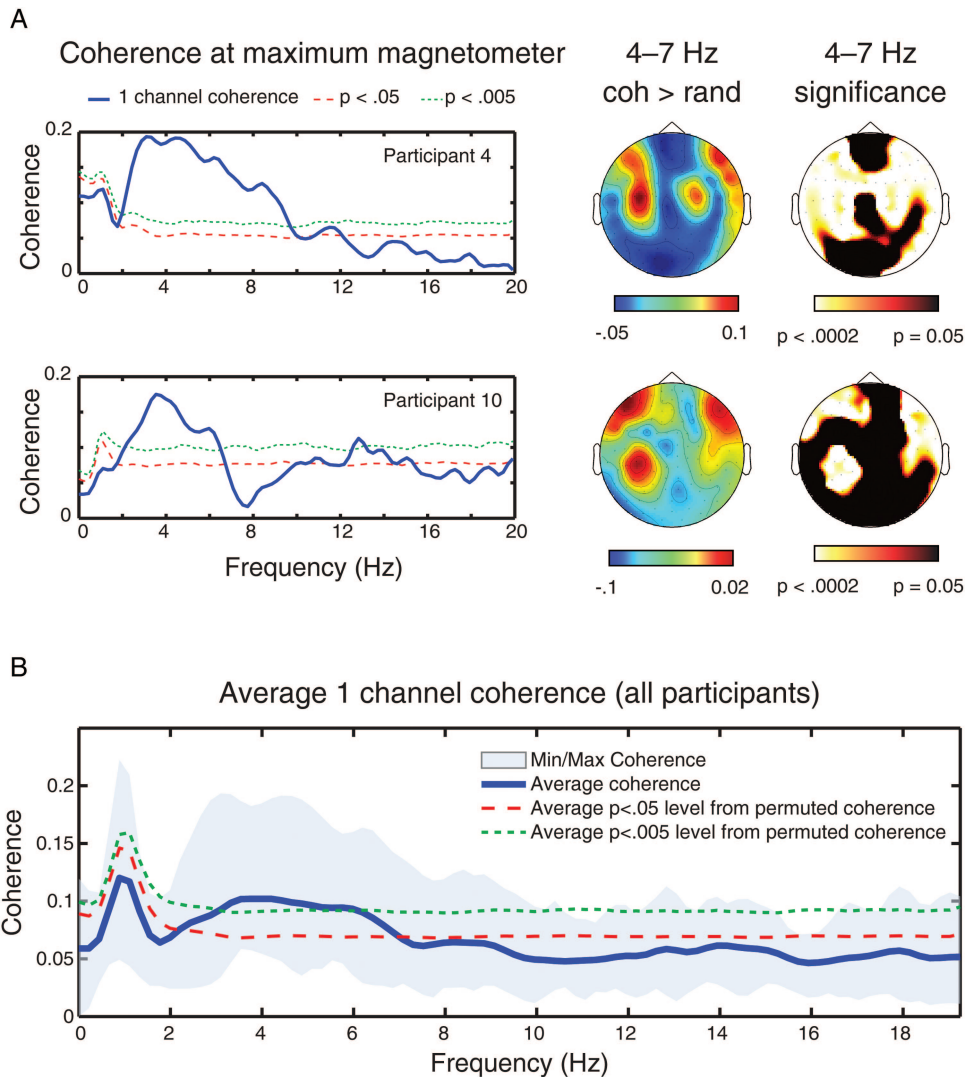 A
Coherence at maximum magnetometer
1 channel coherence
p < .05
p < .005
4–7 Hz
coh > rand
4–7 Hz
significance
Participant 4
Coherence
0.2
0
0 4 8 12 16 20
-.05 0.1
p < .0002 p = 0.05
Participant 10
Coherence
0.2
0
0 4 8 12 16 20
Frequency (Hz)
-.1 0.02
p < .0002 p = 0.05
B
Average 1 channel coherence (all participants)
Min/Max Coherence
Average coherence
Average p<.05 level from permuted coherence
Average p<.005 level from permuted coherence
Coherence
0.2
0.15
0.1
0.05
0
0 2 4 6 8 10 12 14 16 18
Frequency (Hz)